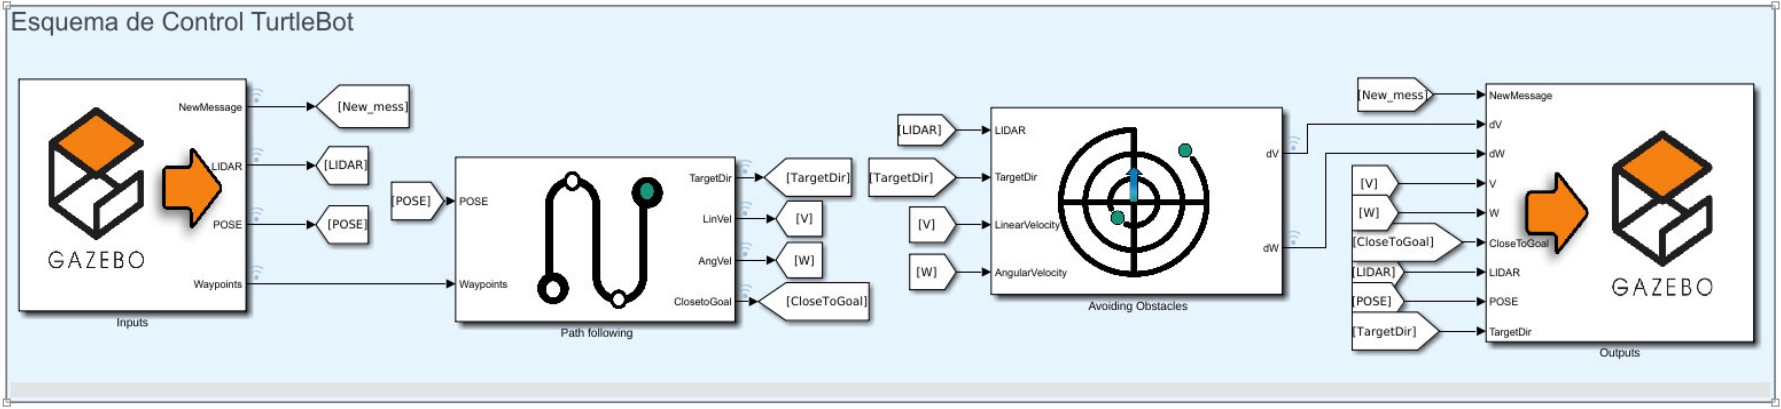 Esquema de Control TurtleBot
NewMessage
[New_mess]
LIDAR
[LIDAR]
POSE
[POSE]
Waypoints
GAZEBO
Inputs
[POSE]
POSE
Waypoints
TargetDir
[TargetDir]
LinVel
[V]
AngVel
[W]
ClosetoGoal
[CloseToGoal]
Path following
[LIDAR]
LIDAR
[TargetDir]
TargetDir
[V]
LinearVelocity
[W]
AngularVelocity
dV
dW
Avoiding Obstacles
[New_mess]
NewMessage
dV
dW
[V]
V
[W]
W
[CloseToGoal]
CloseToGoal
[LIDAR]
LIDAR
[POSE]
POSE
[TargetDir]
TargetDir
GAZEBO
Outputs